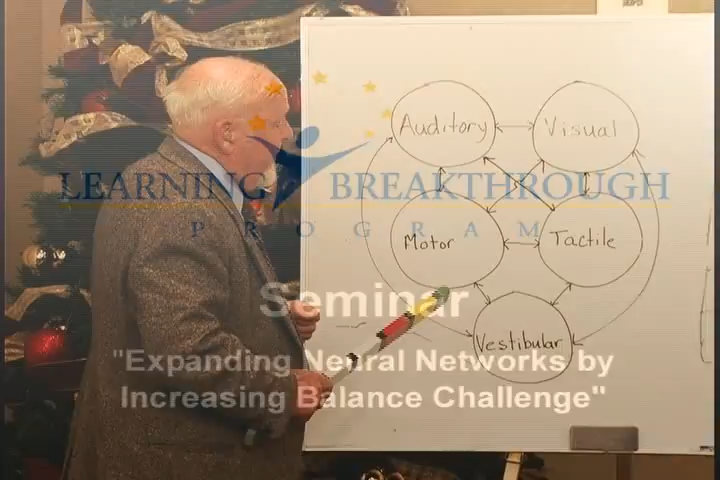 Auditory
Visual
LEARNING BREAKTHROUGH
PROGRAM
Motor
Tactile
Seminar
Vestibular
"Expanding Neural Networks by
Increasing Balance Challenge"